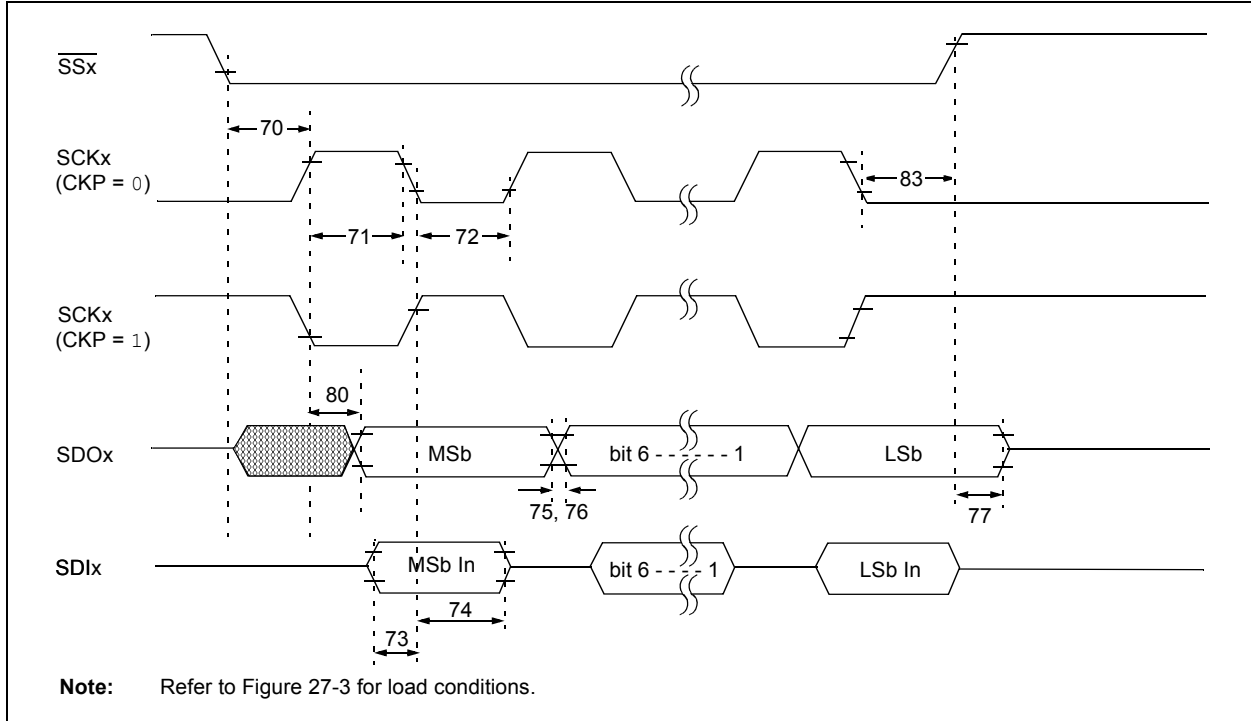 SSx
70
SCKx
(CKP = 0)
83
71
72
SCKx
(CKP = 1)
80
SDOx
MSb
bit 6 - - - - - - 1
LSb
75, 76
77
SDIx
MSb In
bit 6 - - - - 1
LSb In
74
73
Note: Refer to Figure 27-3 for load conditions.